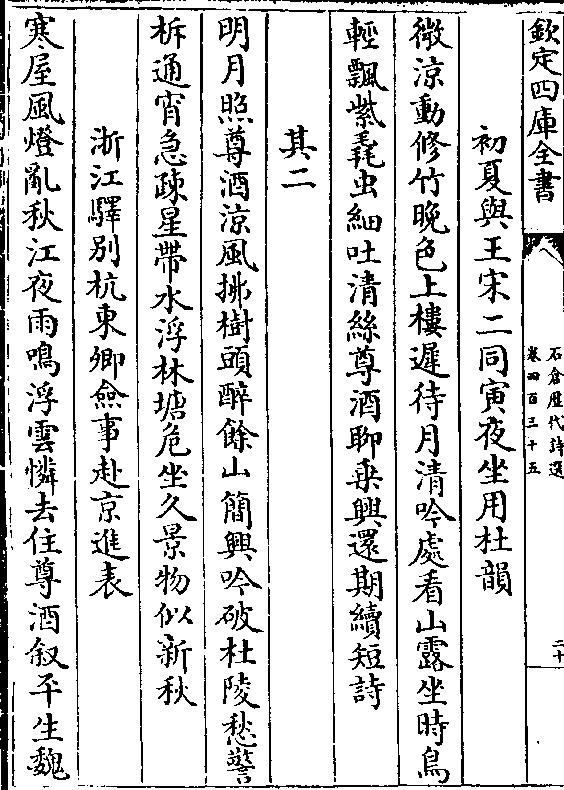 欽定四庫全書
石倉歴代詩選
卷四百三十五
二十
初夏與王宋二同寅夜坐用杜韻
微涼動修竹晩色上樓遲待月清吟處看山露坐時鳥
輕飄紫毳虫細吐清絲尊酒聊乗興還期續短詩
其二
明月照尊酒涼風拂樹頭醉餘山簡興吟破杜陵愁警
柝通宵急疎星帶水浮林塘危坐久景物似新秋
浙江驛别杭東卿僉事赴京進表
寒屋風燈亂秋江夜雨鳴浮雲憐去住尊酒叙平生魏